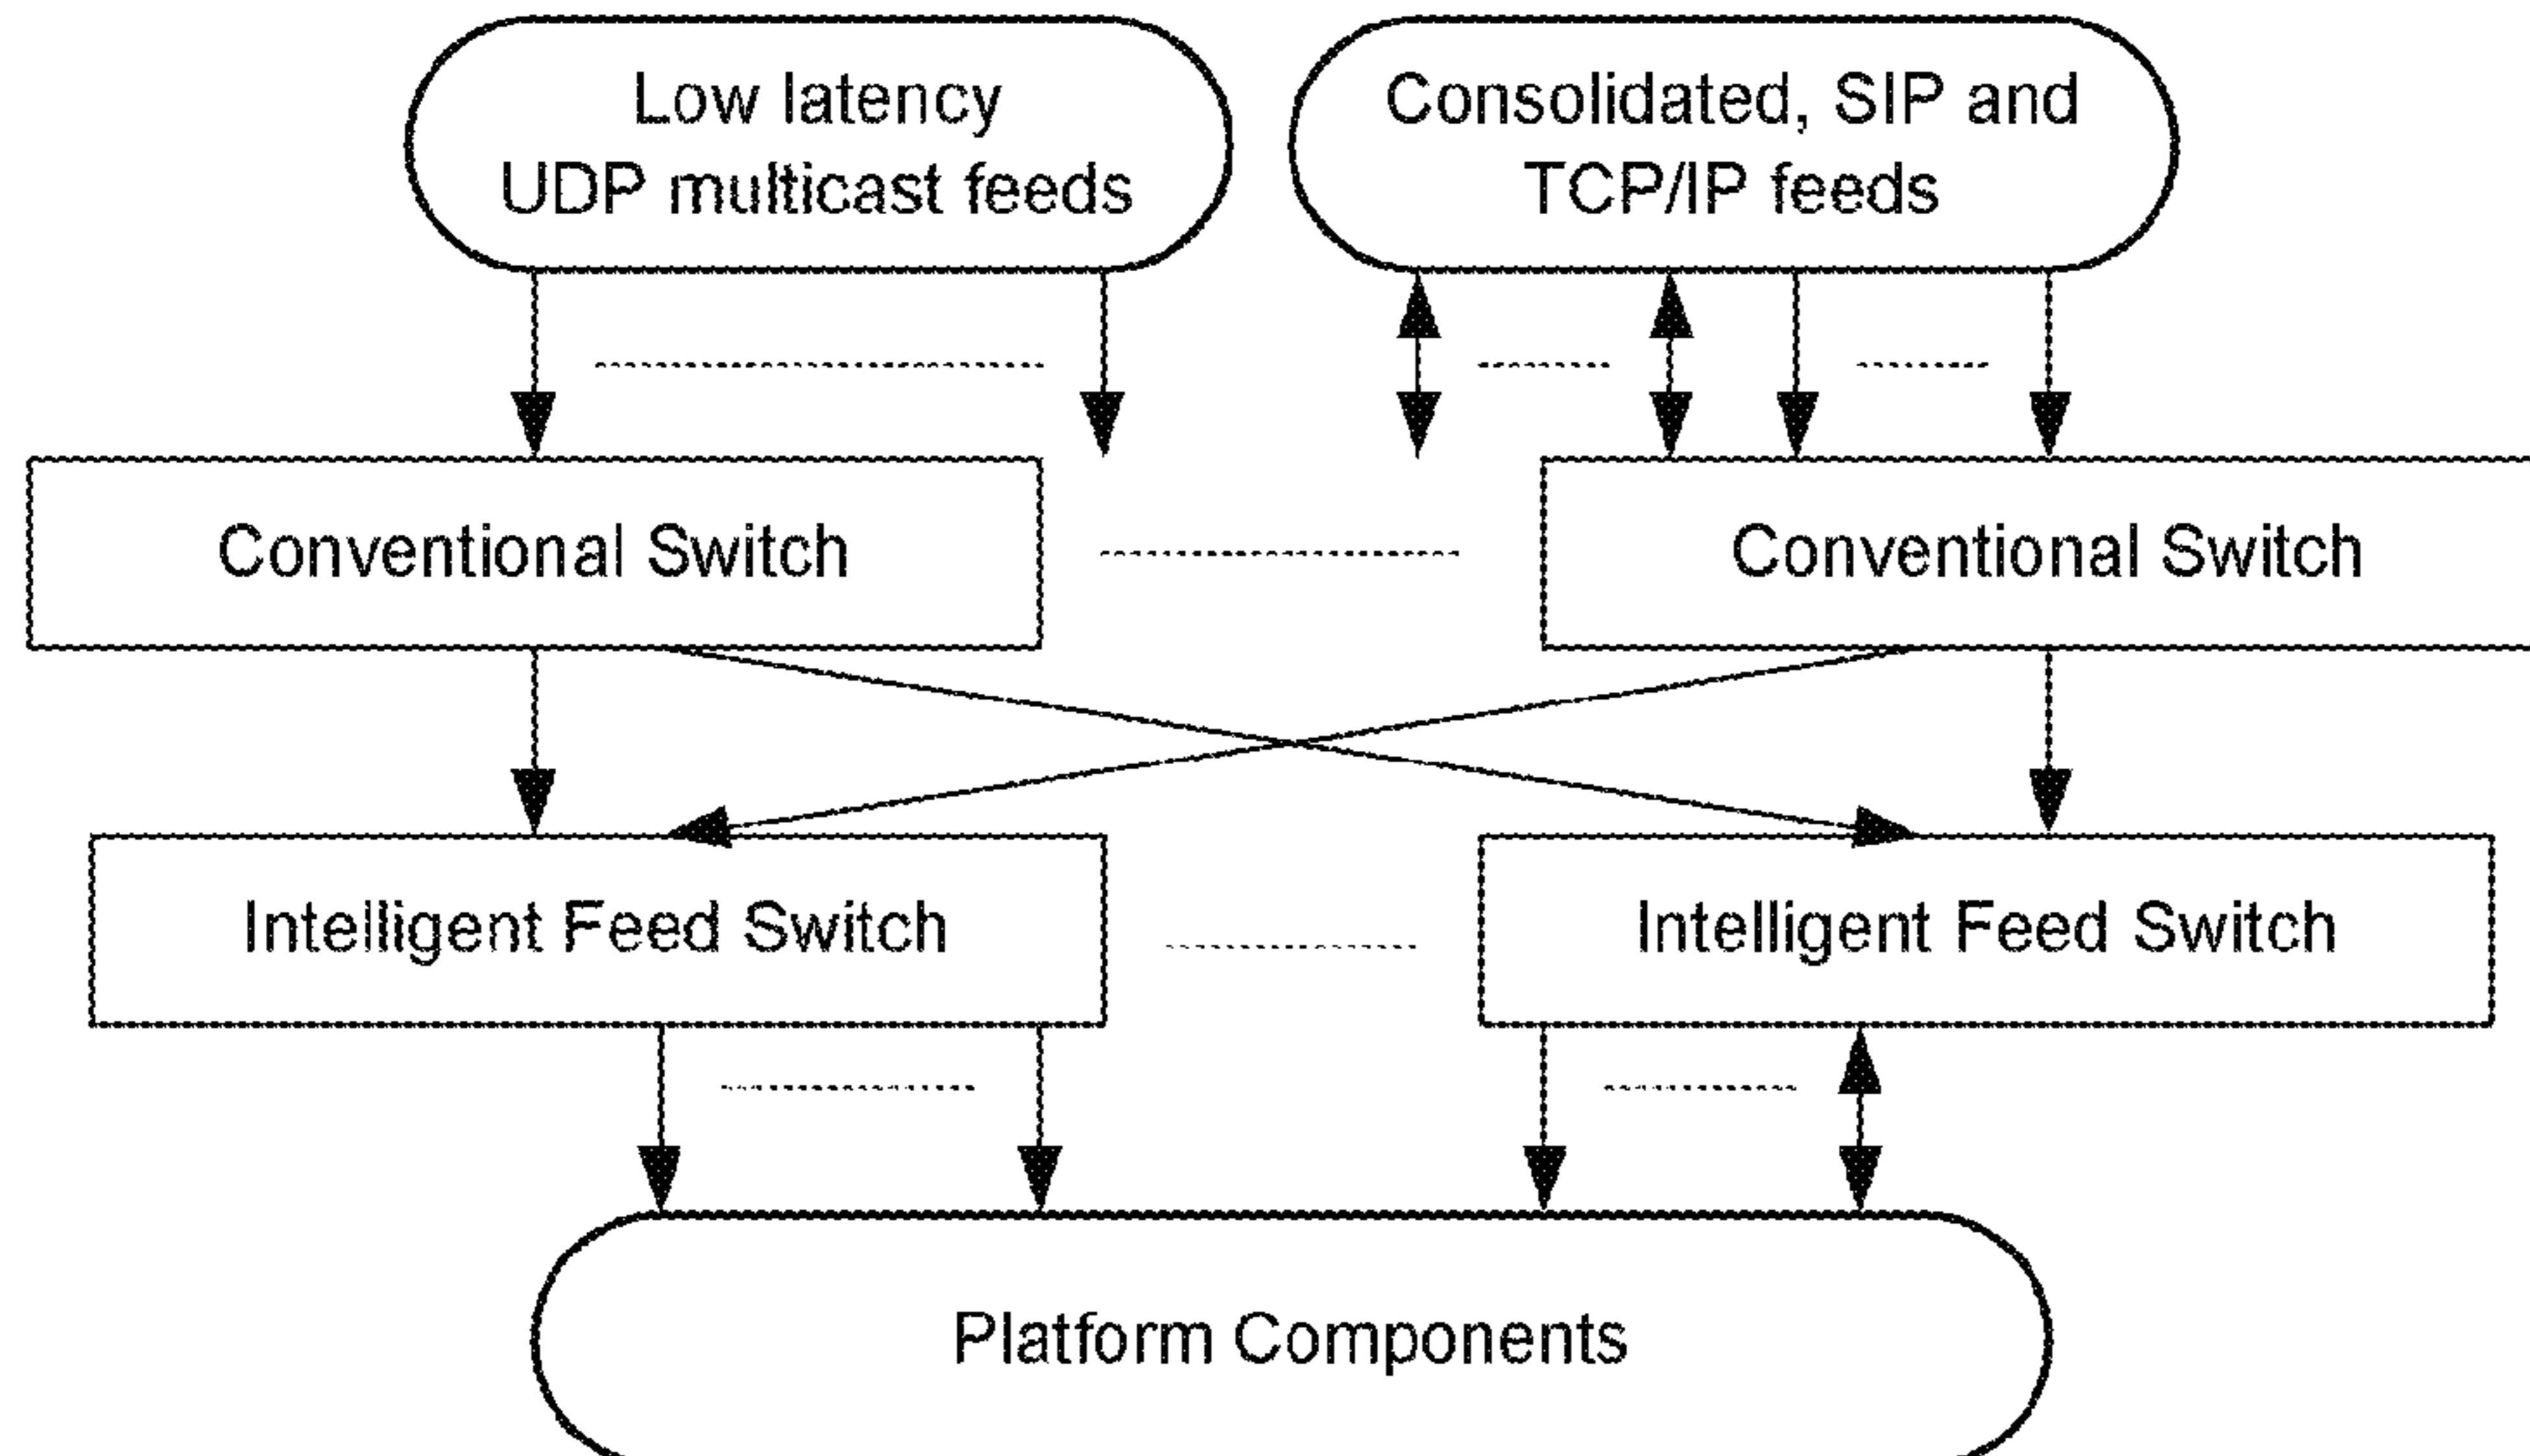 Low latency
UDP multicast feeds
Consolidated, SIP and
TCP/IP feeds
Conventional Switch
Conventional Switch
Intelligent Feed Switch
Intelligent Feed Switch
Platform Components